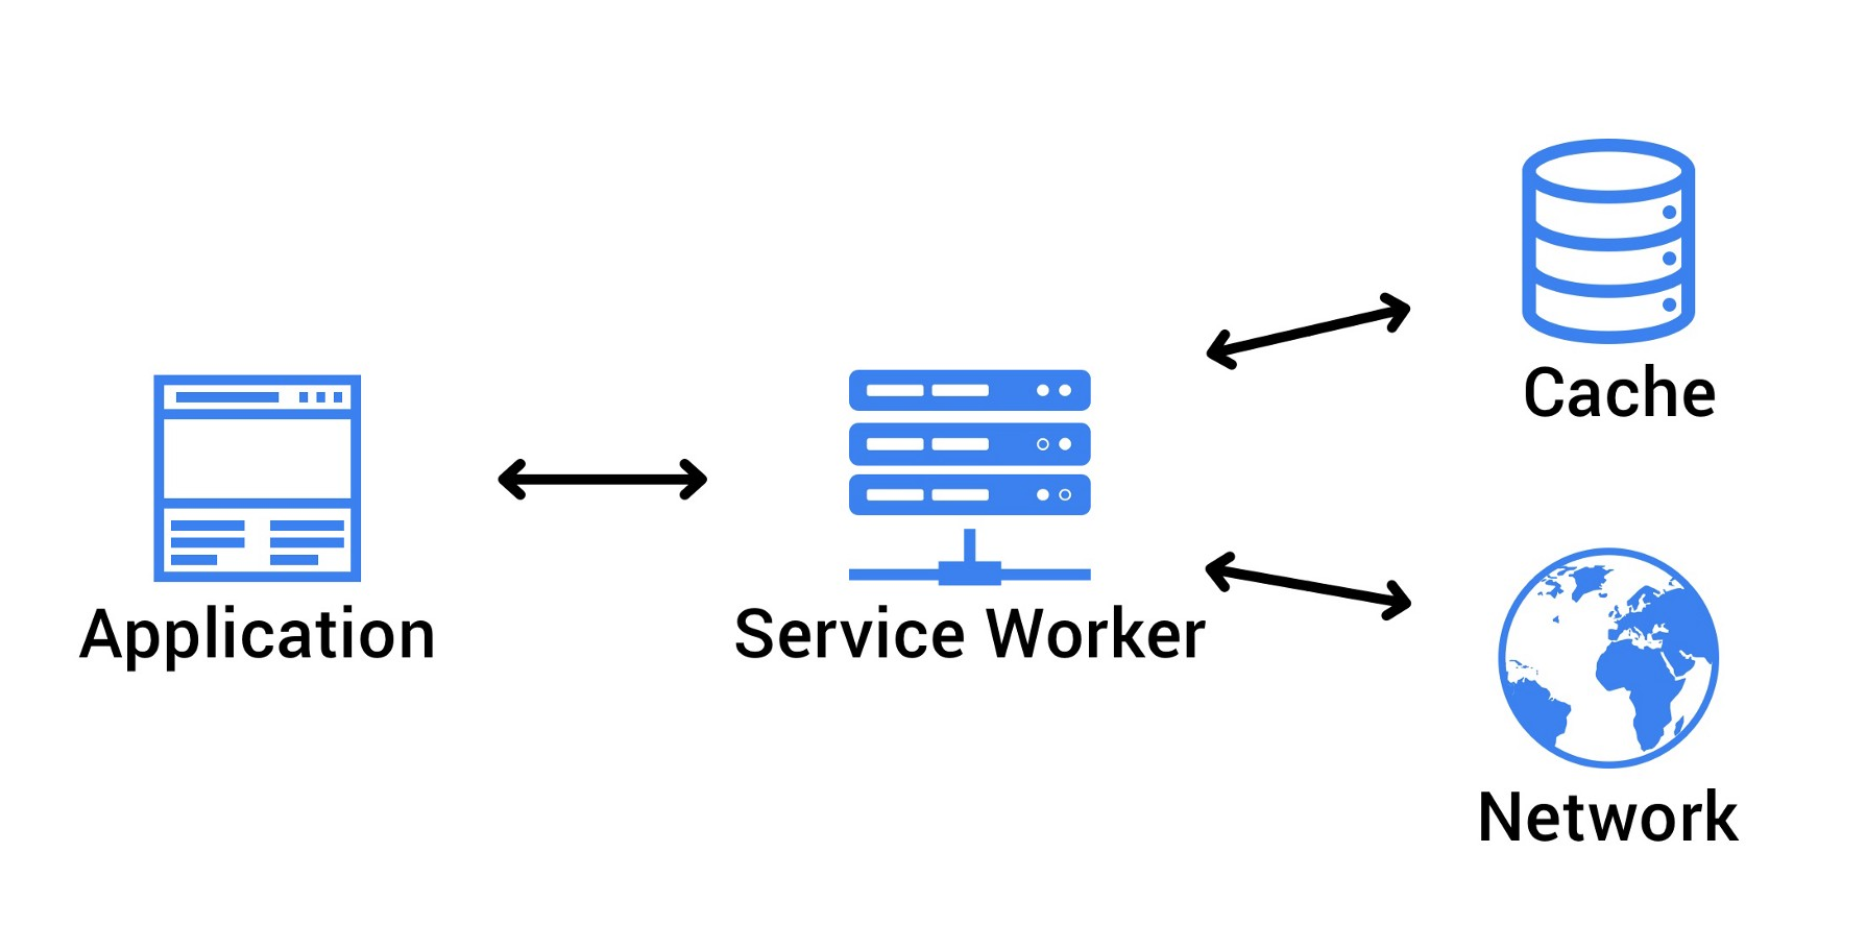 Application
Service Worker
Cache
Network